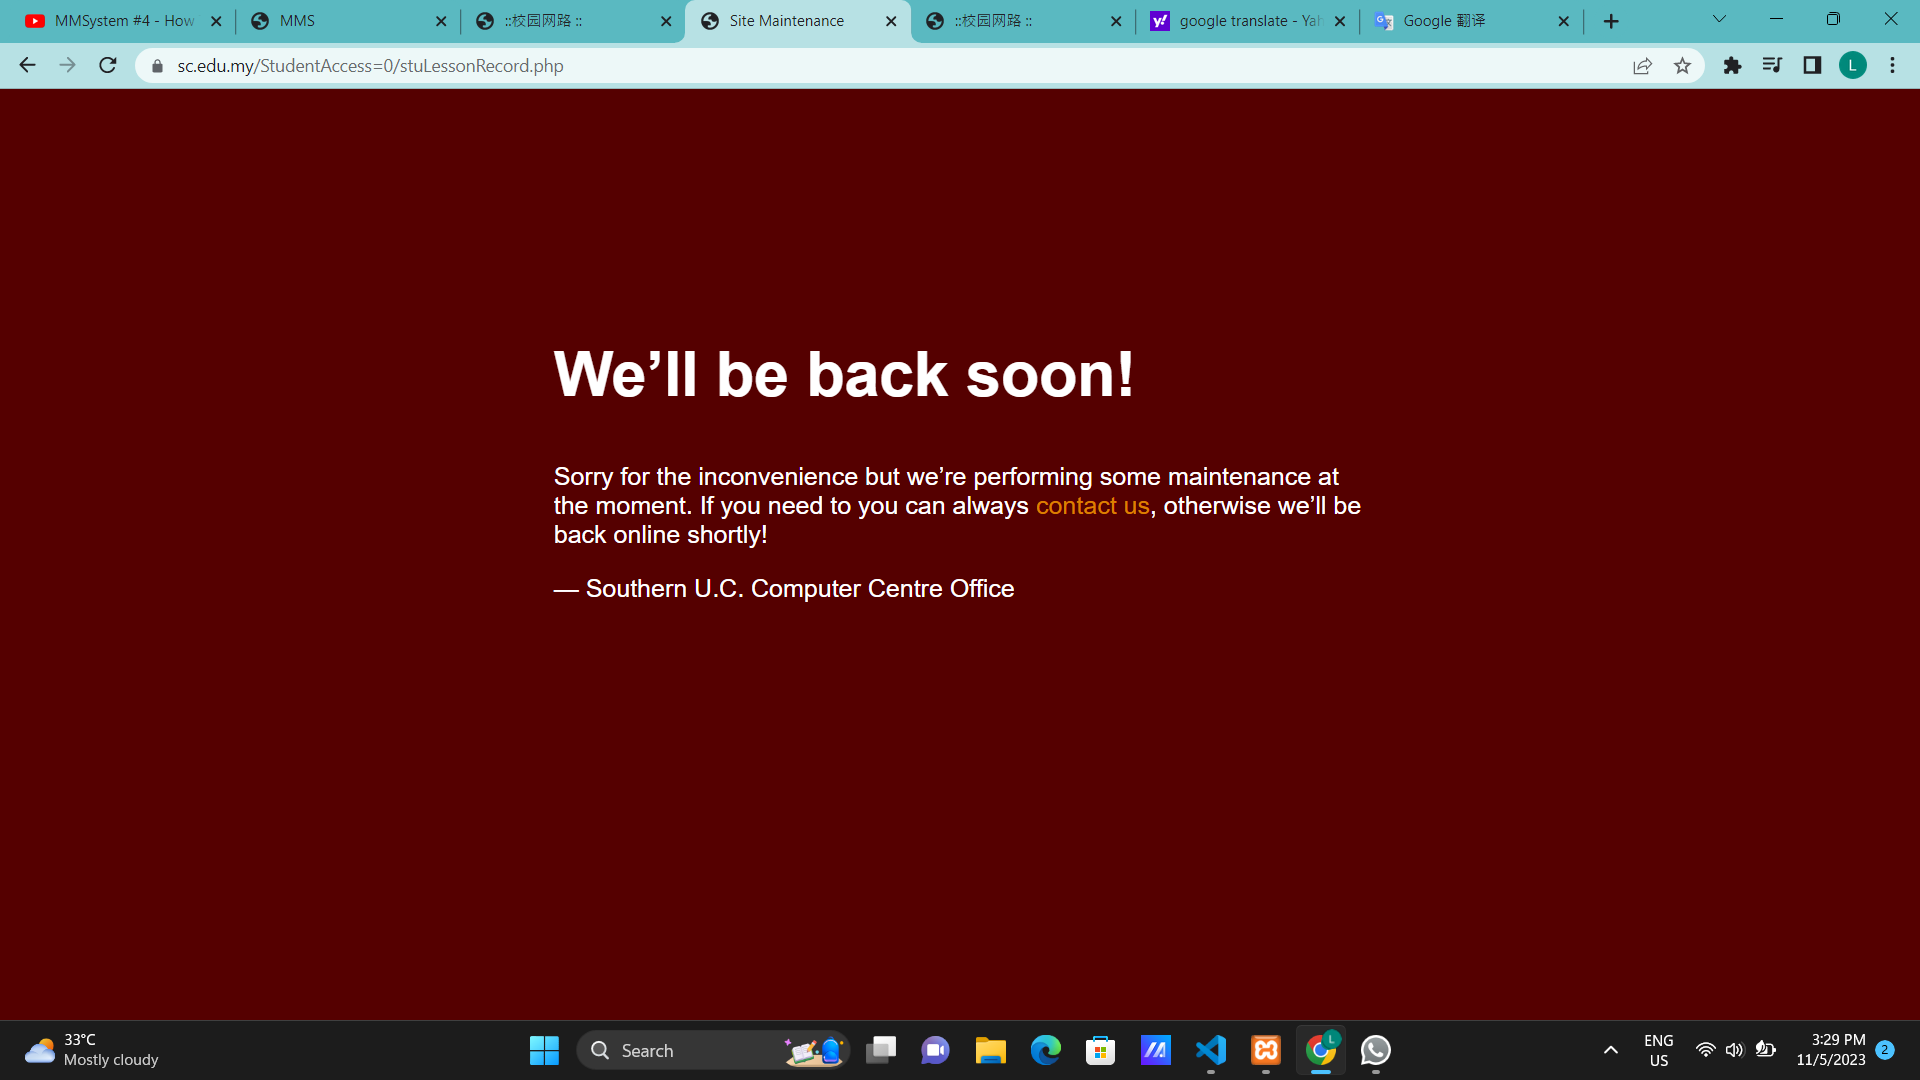 MMSystem #4 - How
MMS
::校园网路 ::
Site Maintenance
::校园网路 ::
google translate - Yah
Google 翻译
sc.edu.my/StudentAccess=0/stuLessonRecord.php
L
We’ll be back soon!
Sorry for the inconvenience but we’re performing some maintenance at
the moment. If you need to you can always contact us, otherwise we’ll be
back online shortly!
— Southern U.C. Computer Centre Office
33°C
Mostly cloudy
Search
L
ENG
US
3:29 PM
11/5/2023
2